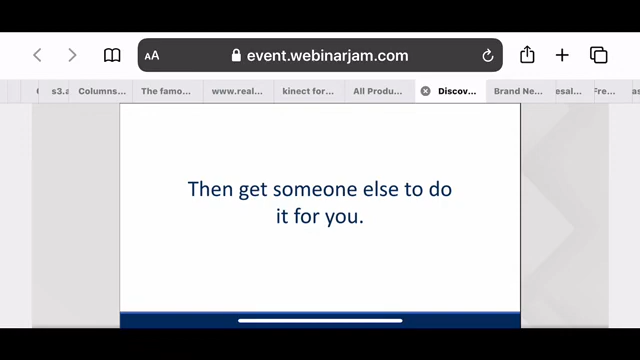 AA event.webinarjam.com
s3.a Columns... The famo... www.real... kinect for... All Produ... Discov... Brand Ne... esal... Fre... as
Then get someone else to do
it for you.